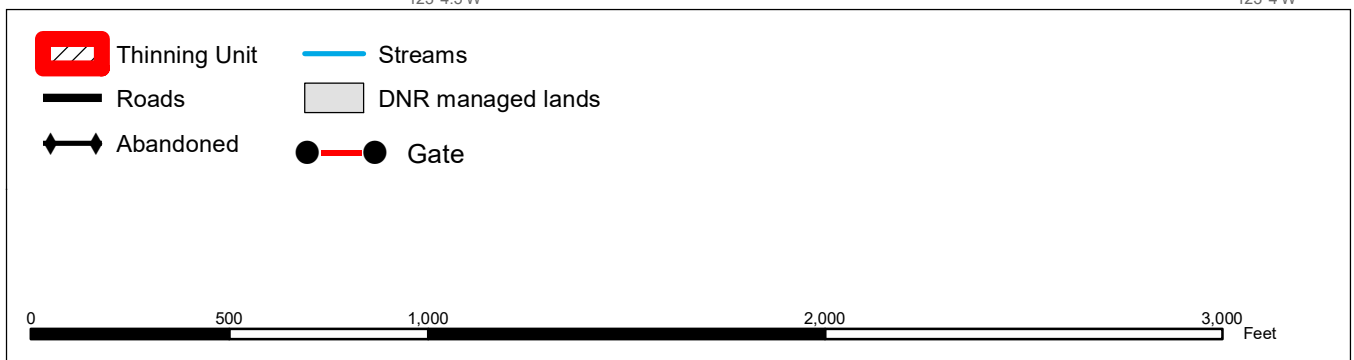 Thinning Unit
Streams
Roads
DNR managed lands
Abandoned
Gate
0 500 1,000 2,000 3,000
Feet